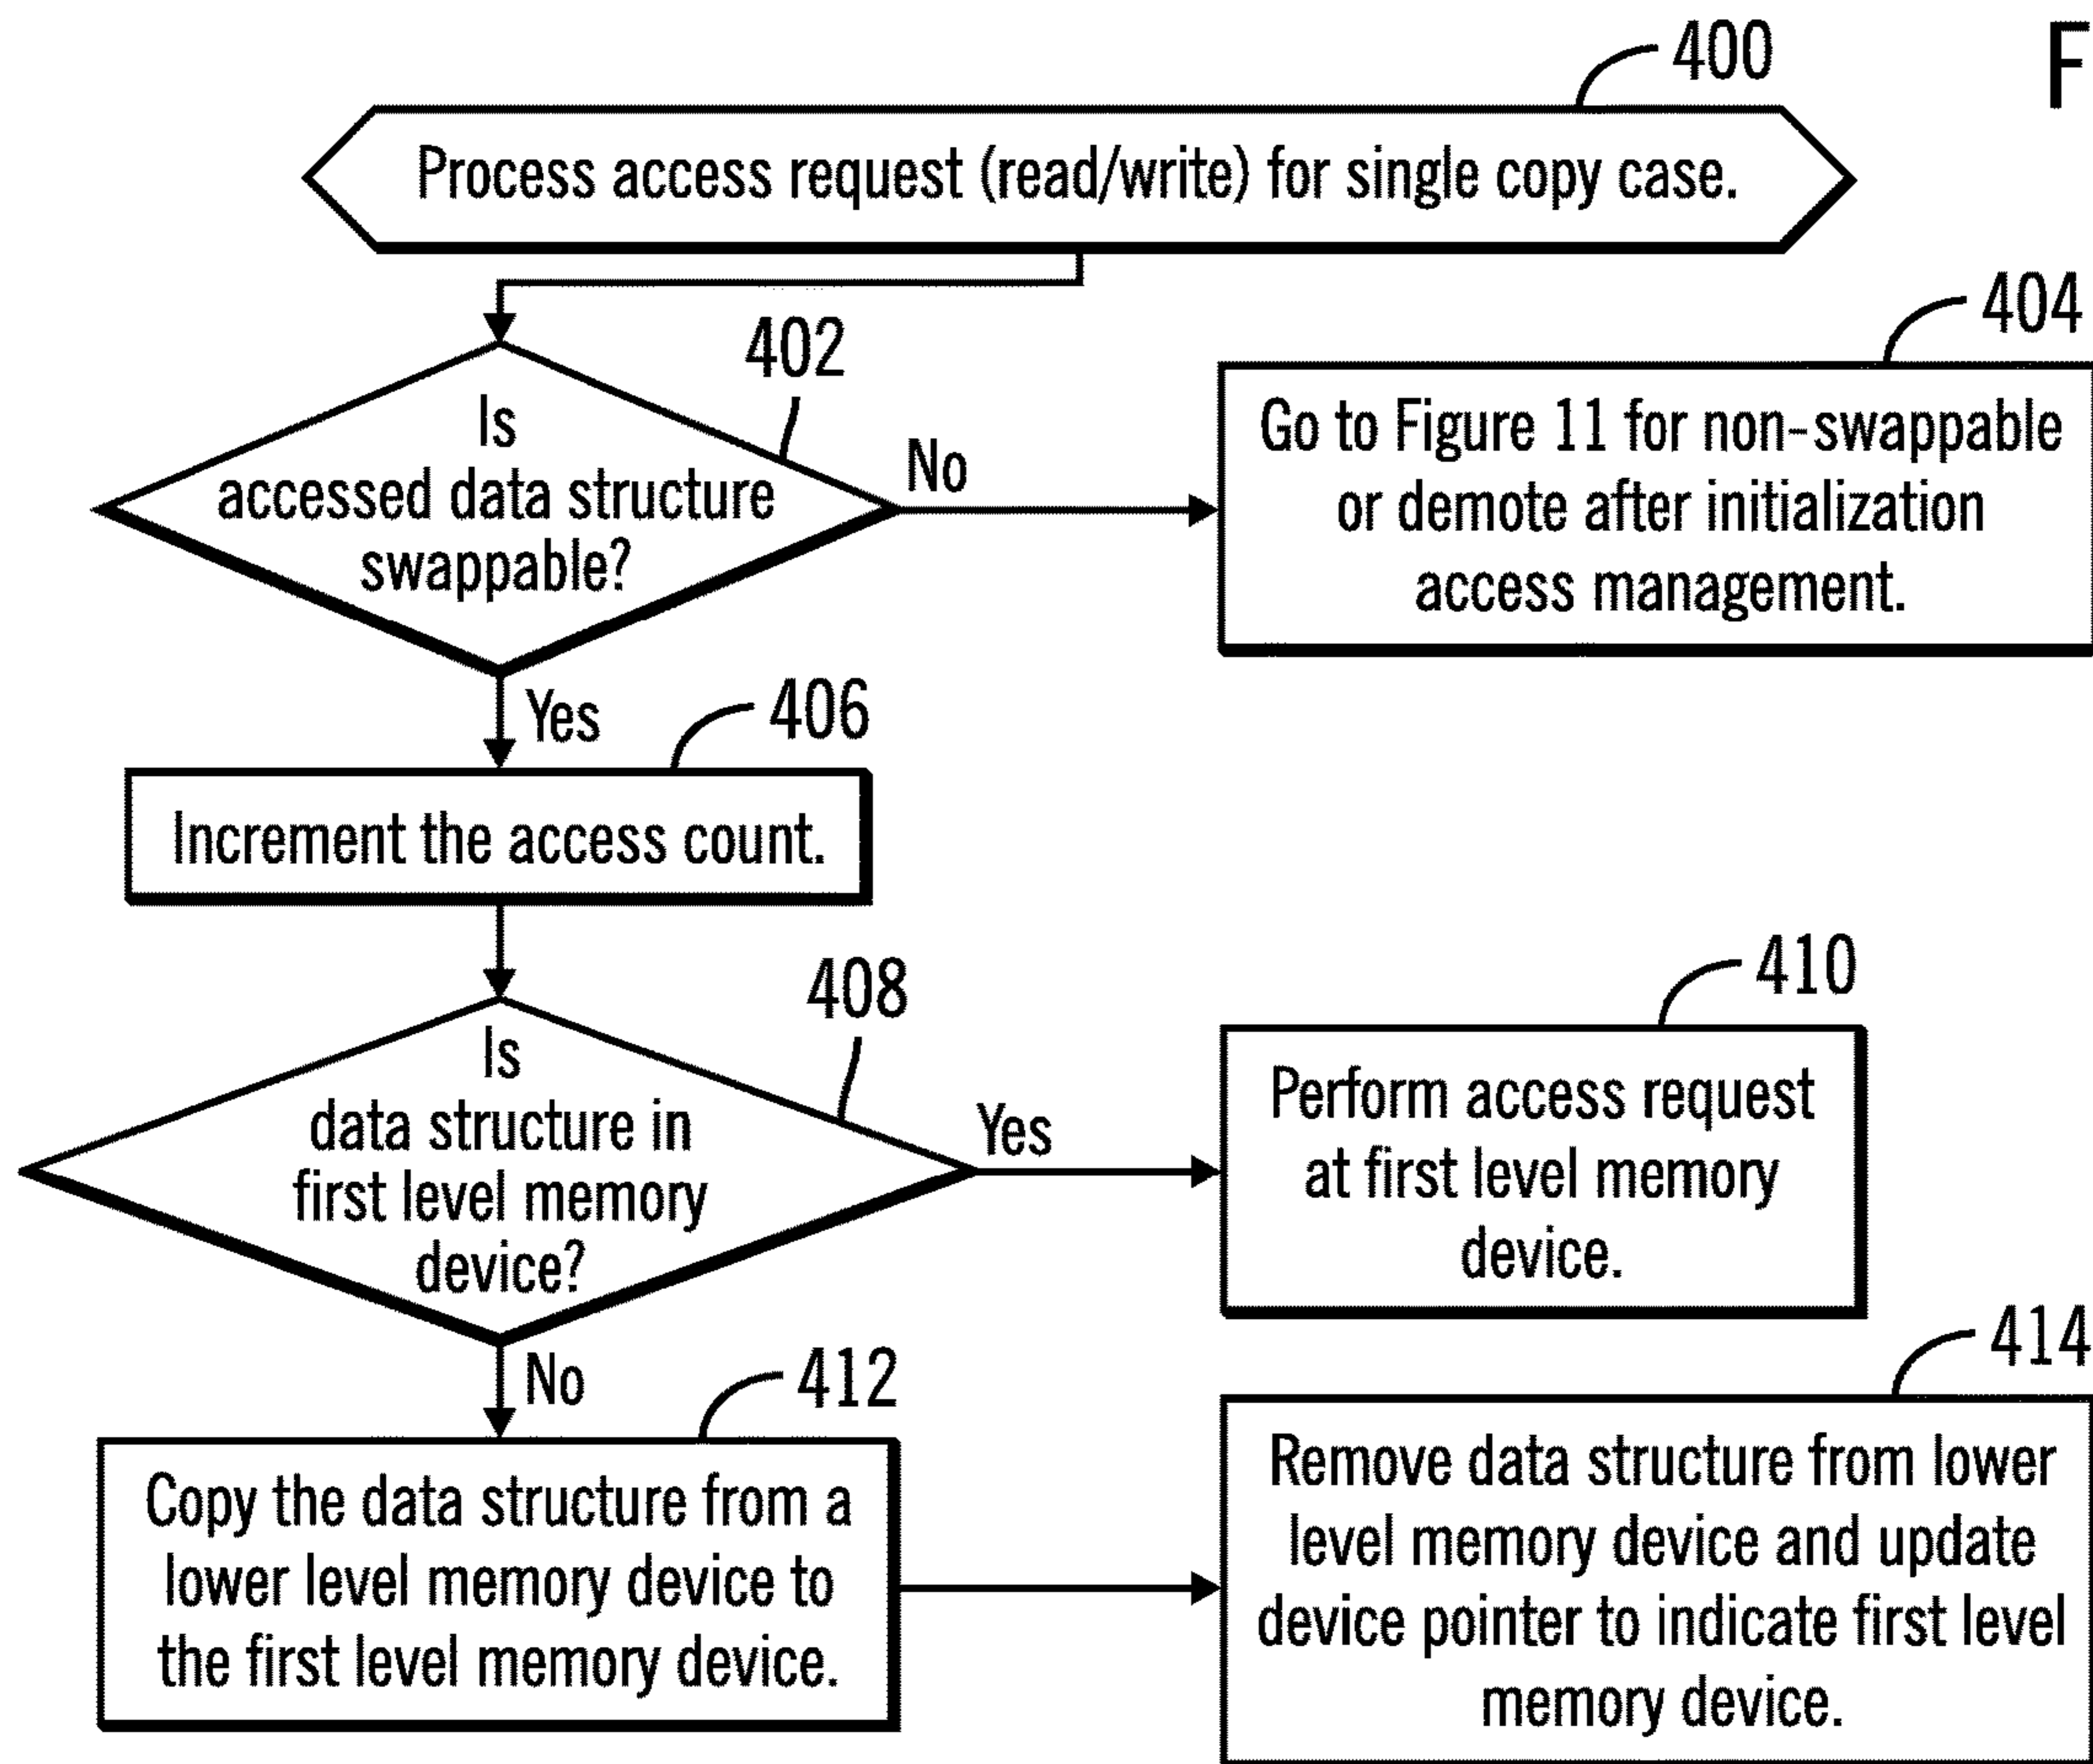 400
F
Process access request (read/write) for single copy case.
402
Is
accessed data structure
swappable?
No
404
Go to Figure 11 for non-swappable
or demote after initialization
access management.
Yes
406
Increment the access count.
408
Is
data structure in
first level memory
device?
Yes
410
Perform access request
at first level memory
device.
No
412
Copy the data structure from a
lower level memory device to
the first level memory device.
414
Remove data structure from lower
level memory device and update
device pointer to indicate first level
memory device.